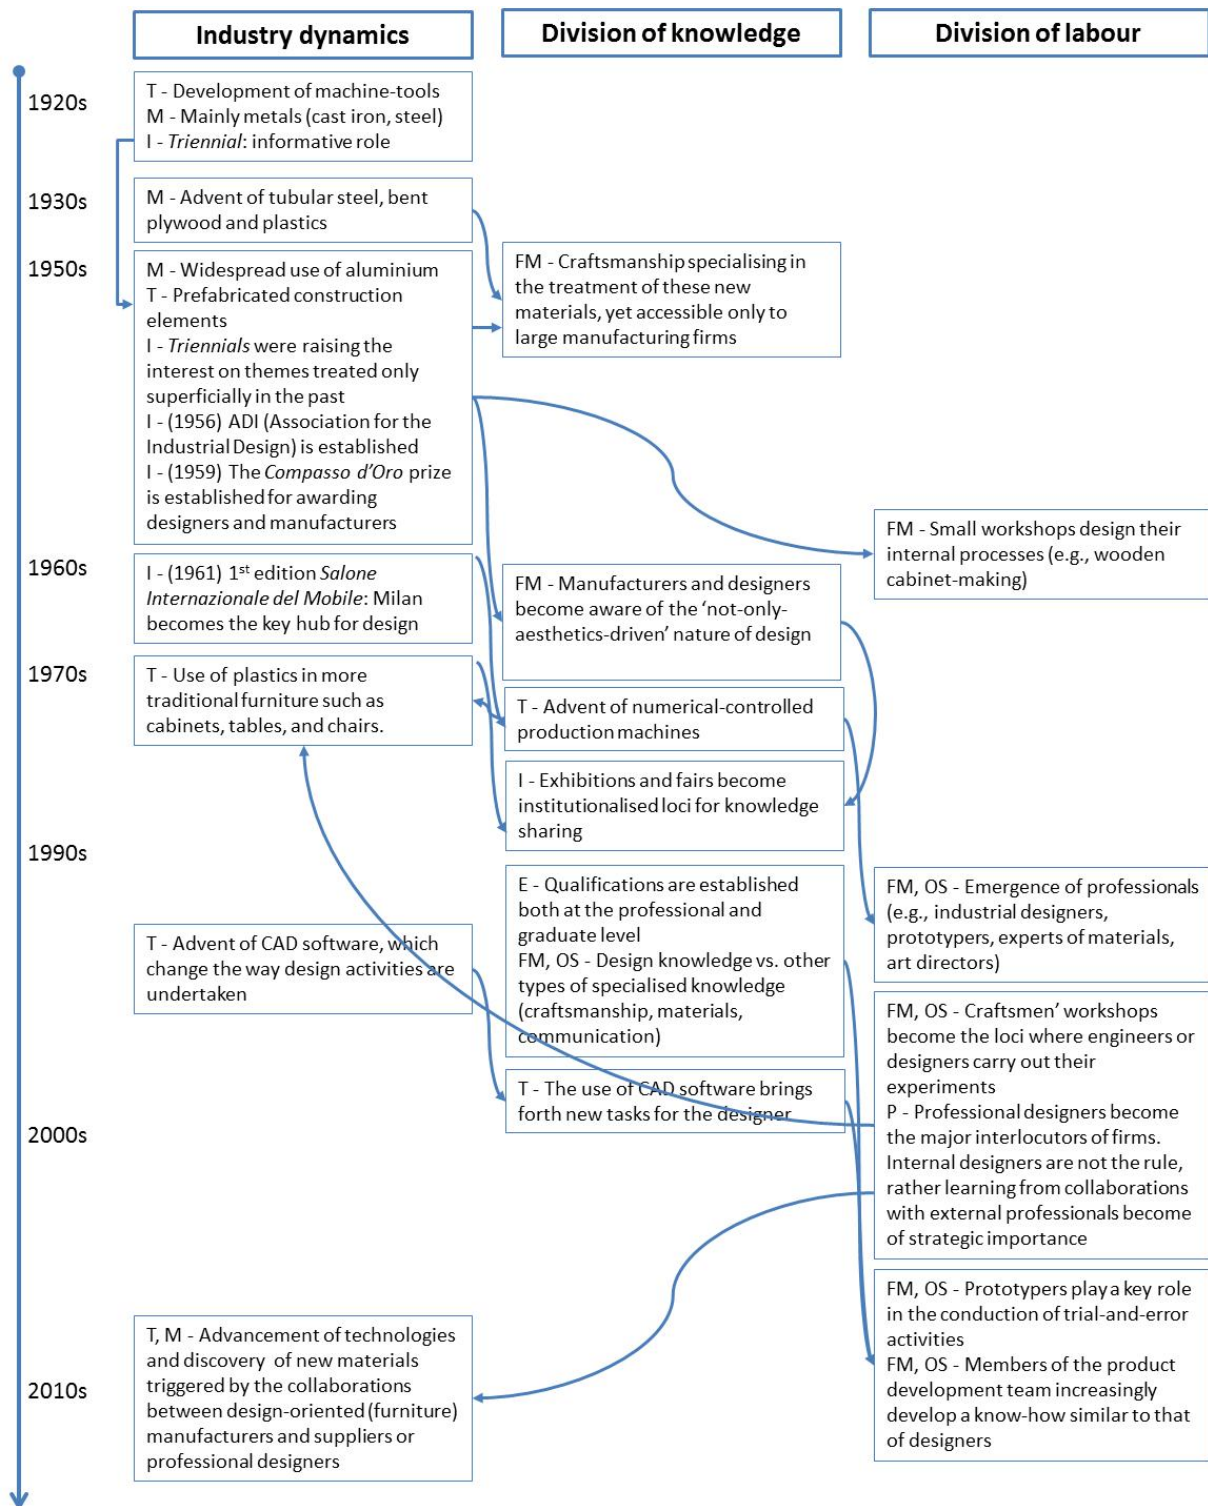 Industry dynamics
Division of knowledge
Division of labour
1920s
T - Development of machine-tools
M - Mainly metals (cast iron, steel)
I - Triennial: informative role
1930s
M - Advent of tubular steel, bent
plywood and plastics
1950s
M - Widespread use of aluminium
T - Prefabricated construction
elements
I - Triennials were raising the
interest on themes treated only
superficially in the past
I - (1956) ADI (Association for the
Industrial Design) is established
I - (1959) The Compasso d'Oro prize
is established for awarding
designers and manufacturers
FM - Craftsmanship specialising in
the treatment of these new
materials, yet accessible only to
large manufacturing firms
FM - Small workshops design their
internal processes (e.g., wooden
cabinet-making)
1960s
I - (1961) 1st edition Salone
Internazionale del Mobile: Milan
becomes the key hub for design
FM - Manufacturers and designers
become aware of the ‘not-only-
aesthetics-driven’ nature of design
1970s
T - Use of plastics in more
traditional furniture such as
cabinets, tables, and chairs.
T - Advent of numerical-controlled
production machines
I - Exhibitions and fairs become
institutionalised loci for knowledge
sharing
1990s
E - Qualifications are established
both at the professional and
graduate level
FM, OS - Design knowledge vs. other
types of specialised knowledge
(craftsmanship, materials,
communication)
FM, OS - Emergence of professionals
(e.g., industrial designers,
prototypers, experts of materials,
art directors)
T - Advent of CAD software, which
change the way design activities are
undertaken
FM, OS - Craftsmen’ workshops
become the loci where engineers or
designers carry out their
experiments
P - Professional designers become
the major interlocutors of firms.
Internal designers are not the rule,
rather learning from collaborations
with external professionals become
of strategic importance
T - The use of CAD software brings
forth new tasks for the designer
2000s
FM, OS - Prototypers play a key role
in the conduction of trial-and-error
activities
FM, OS - Members of the product
development team increasingly
develop a know-how similar to that
of designers
2010s
T, M - Advancement of technologies
and discovery of new materials
triggered by the collaborations
between design-oriented (furniture)
manufacturers and suppliers or
professional designers